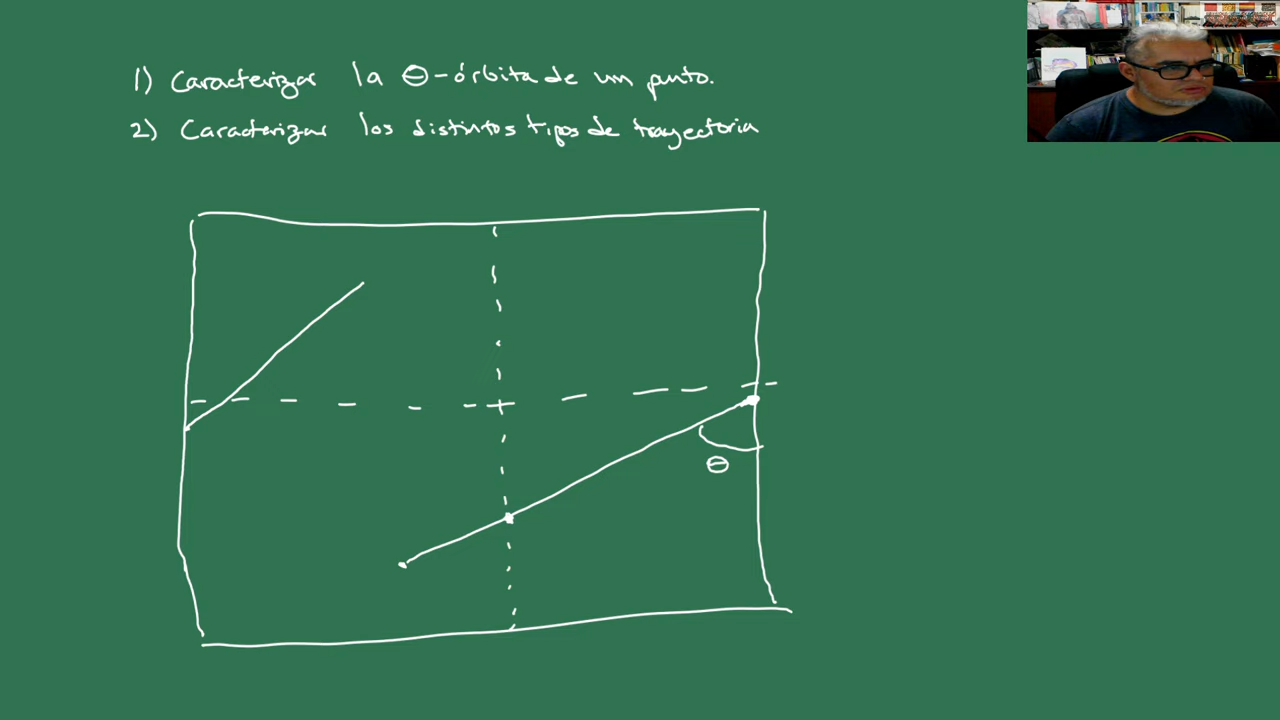 1) Caracterizar la Θ-órbita de un punto.
2) Caracterizar los distintos tipos de trayectoria
Θ